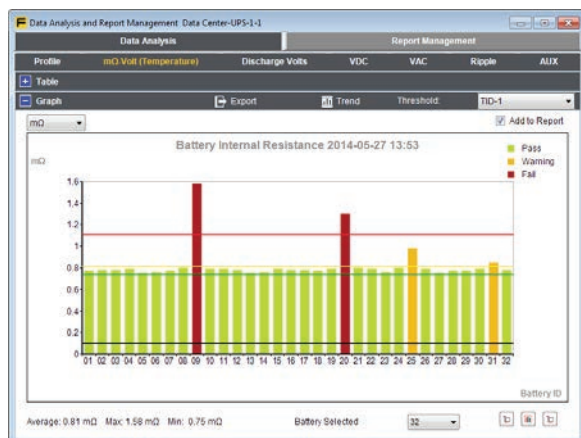 Data Analysis and Report Management Data Center-UPS-1-1
Data Analysis Report Management
Profile mΩ.Volt (Temperature) Discharge Volts VDC VAC Ripple AUX
Table
Graph Export Trend Threshold: TID-1
mΩ Add to Report
Battery Internal Resistance 2014-05-27 13:53
mΩ
Pass
Warning
Fail
1.6
1.4
1.2
1
0.8
0.6
0.4
0.2
0
01 02 03 04 05 06 07 08 09 10 11 12 13 14 15 16 17 18 19 20 21 22 23 24 25 26 27 28 29 30 31 32
Battery ID
Average: 0.81 mΩ Max: 1.58 mΩ Min: 0.75 mΩ Battery Selected 32